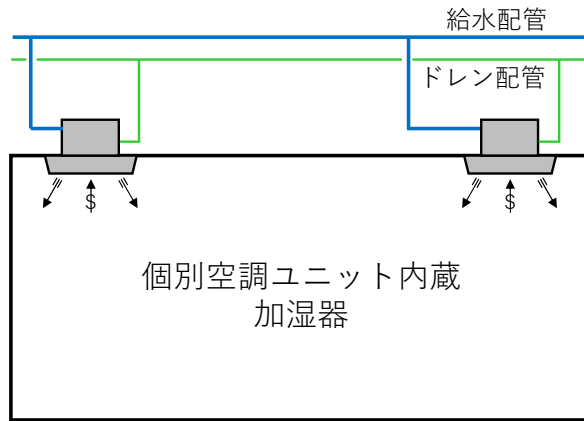 給水配管
ドレン配管
$
$
個別空調ユニット内蔵
加湿器